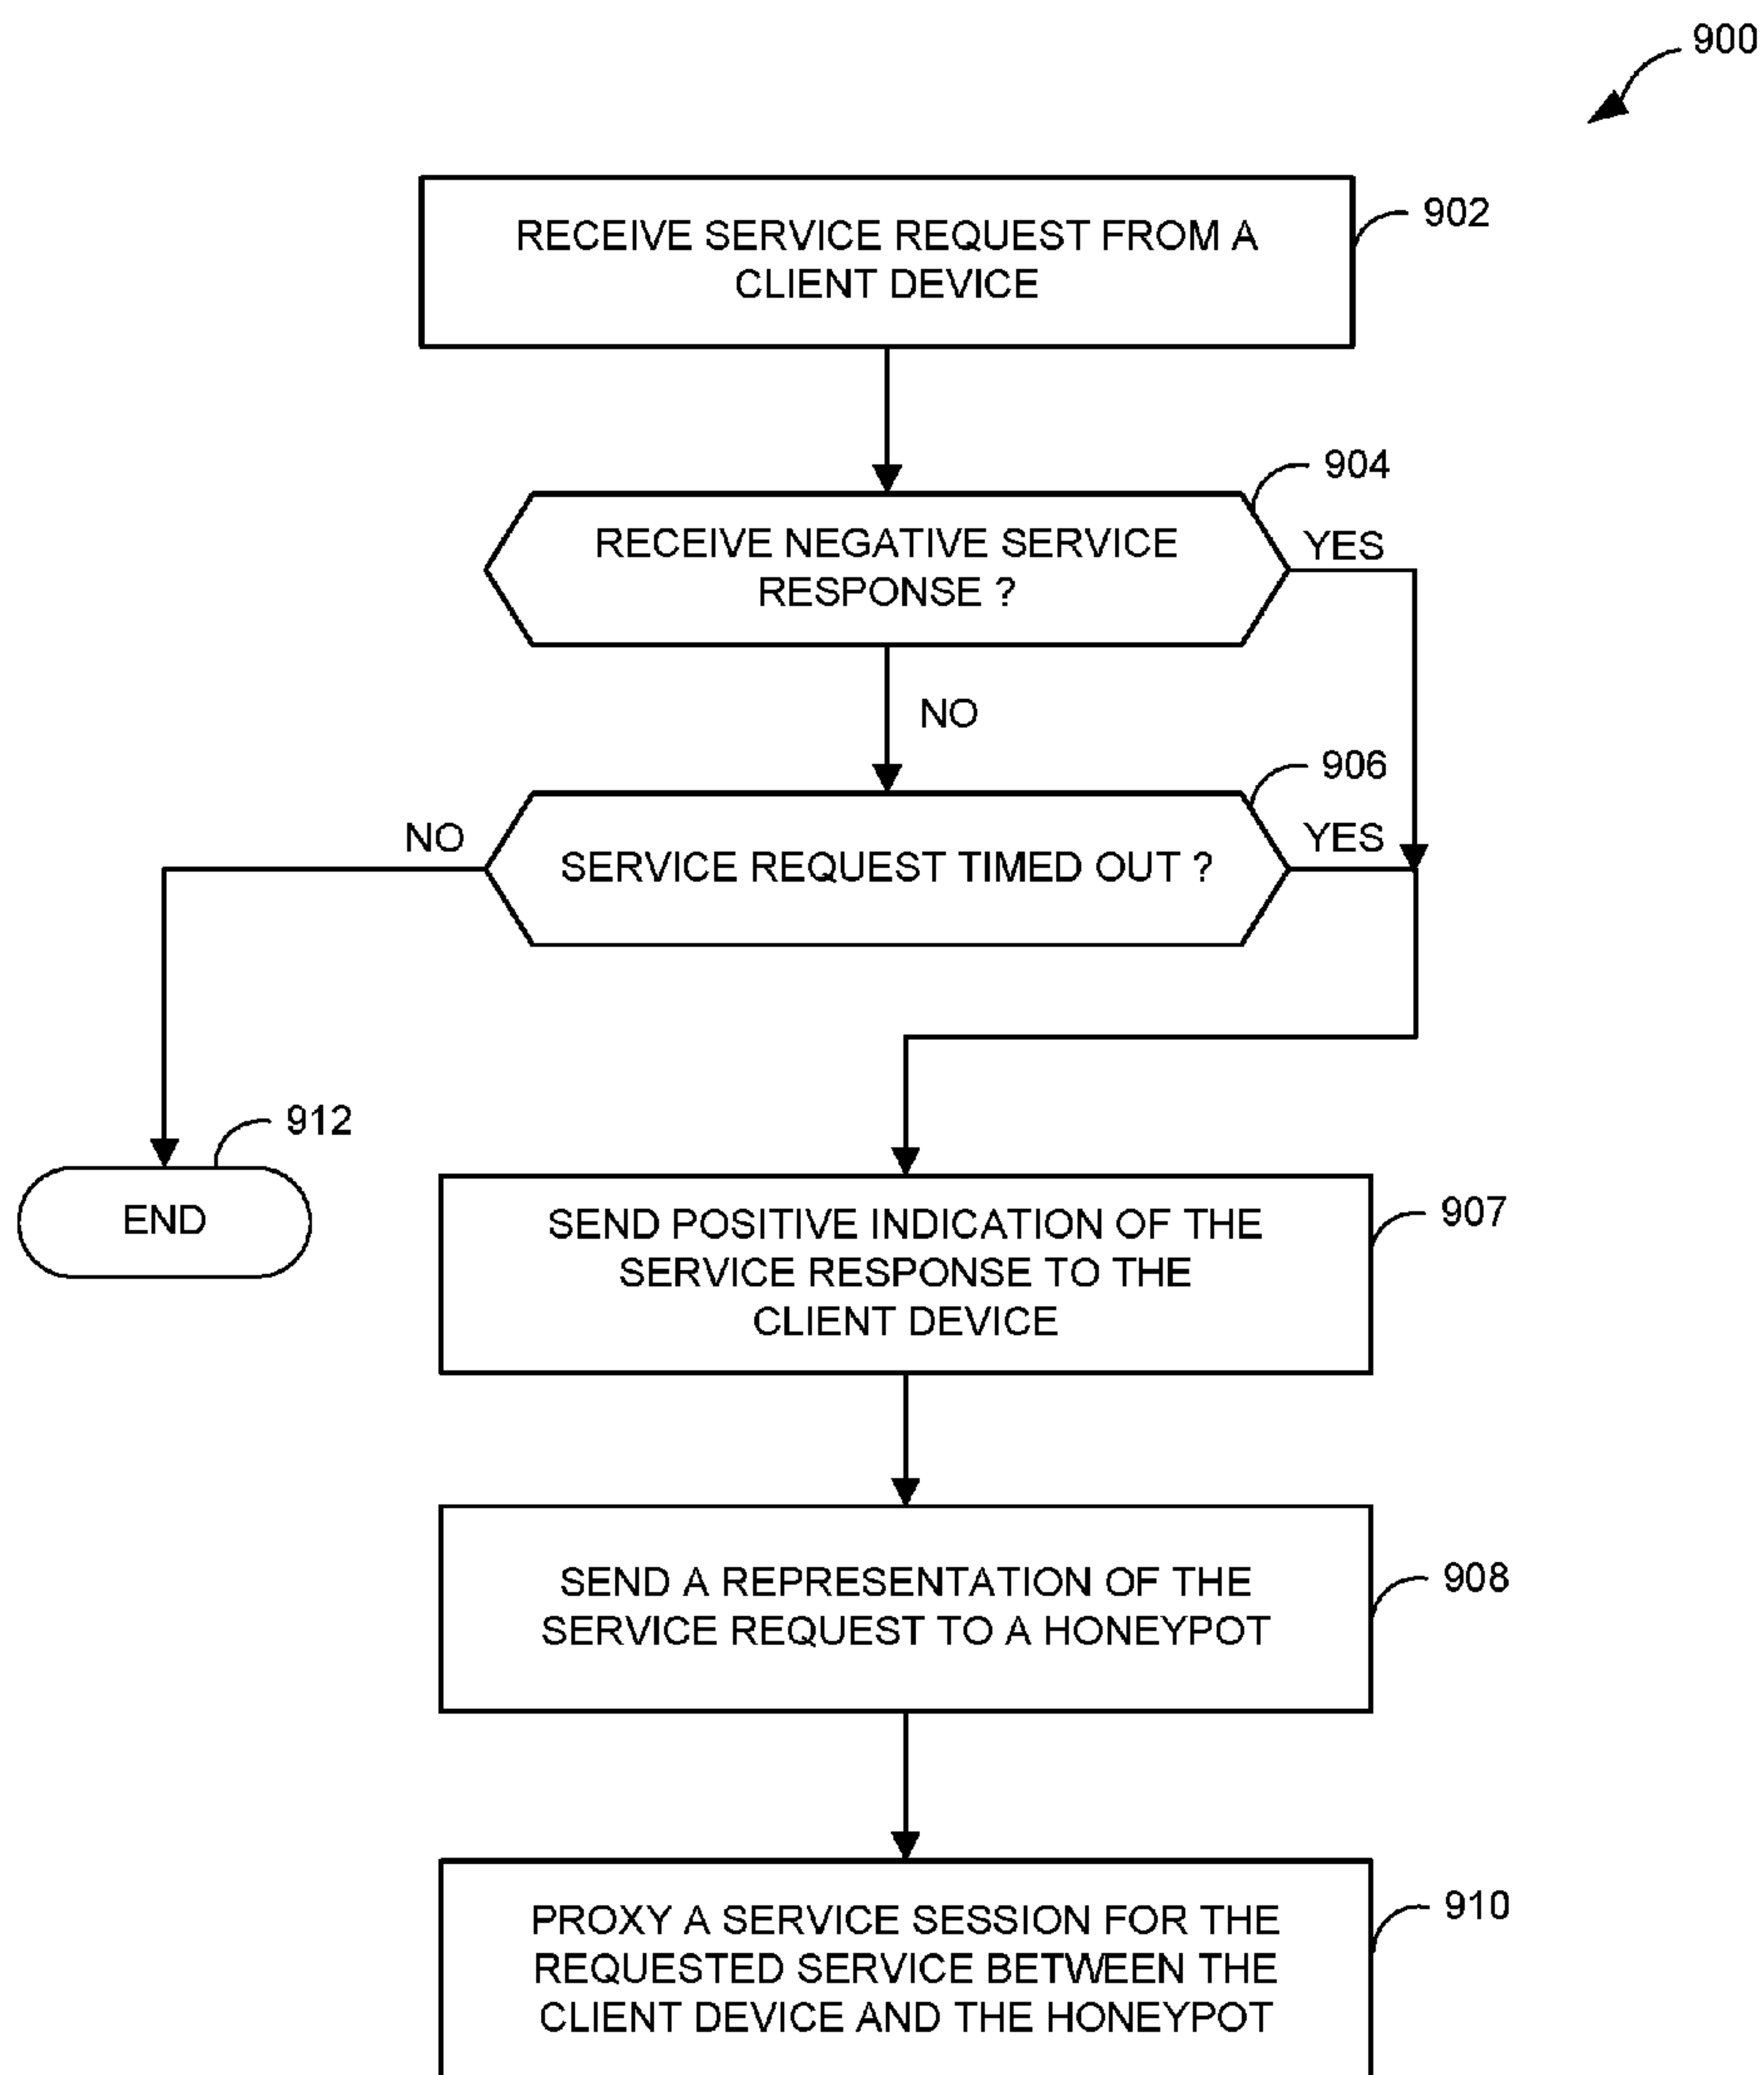 900
RECEIVE SERVICE REQUEST FROM A
CLIENT DEVICE
902
904
RECEIVE NEGATIVE SERVICE
RESPONSE ?
YES
NO
906
NO
SERVICE REQUEST TIMED OUT ?
YES
912
END
SEND POSITIVE INDICATION OF THE
SERVICE RESPONSE TO THE
CLIENT DEVICE
907
SEND A REPRESENTATION OF THE
SERVICE REQUEST TO A HONEYPOT
908
PROXY A SERVICE SESSION FOR THE
REQUESTED SERVICE BETWEEN THE
CLIENT DEVICE AND THE HONEYPOT
910